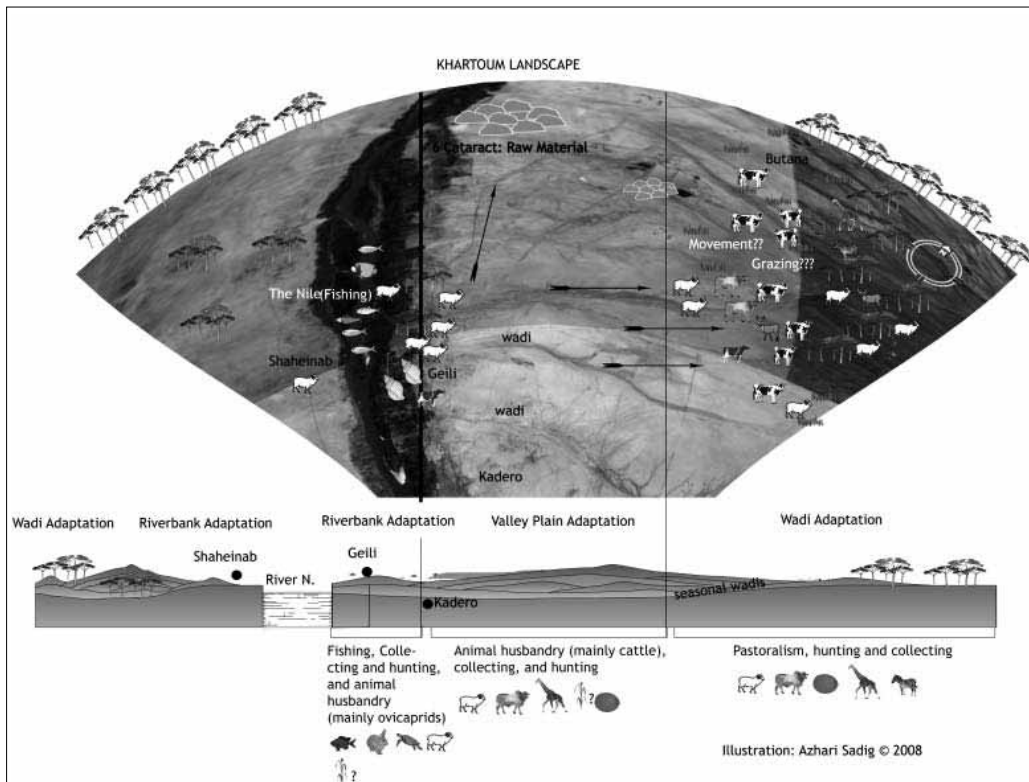 KHARTOUM LANDSCAPE
6 Cataract: Raw Material
Butana
Movement??
Grazing???
The Nile(Fishing)
wadi
Shaheinab
Geili
wadi
Kadero
Wadi Adaptation
Riverbank Adaptation
Riverbank Adaptation
Valley Plain Adaptation
Wadi Adaptation
Shaheinab
Geili
River N.
Kadero
seasonal wadis
Fishing, Colle-
cting and hunting,
and animal
husbandry
(mainly ovicaprids)
?
Animal husbandry (mainly cattle),
collecting, and hunting
?
Pastoralism, hunting and collecting
Illustration: Azhari Sadig © 2008